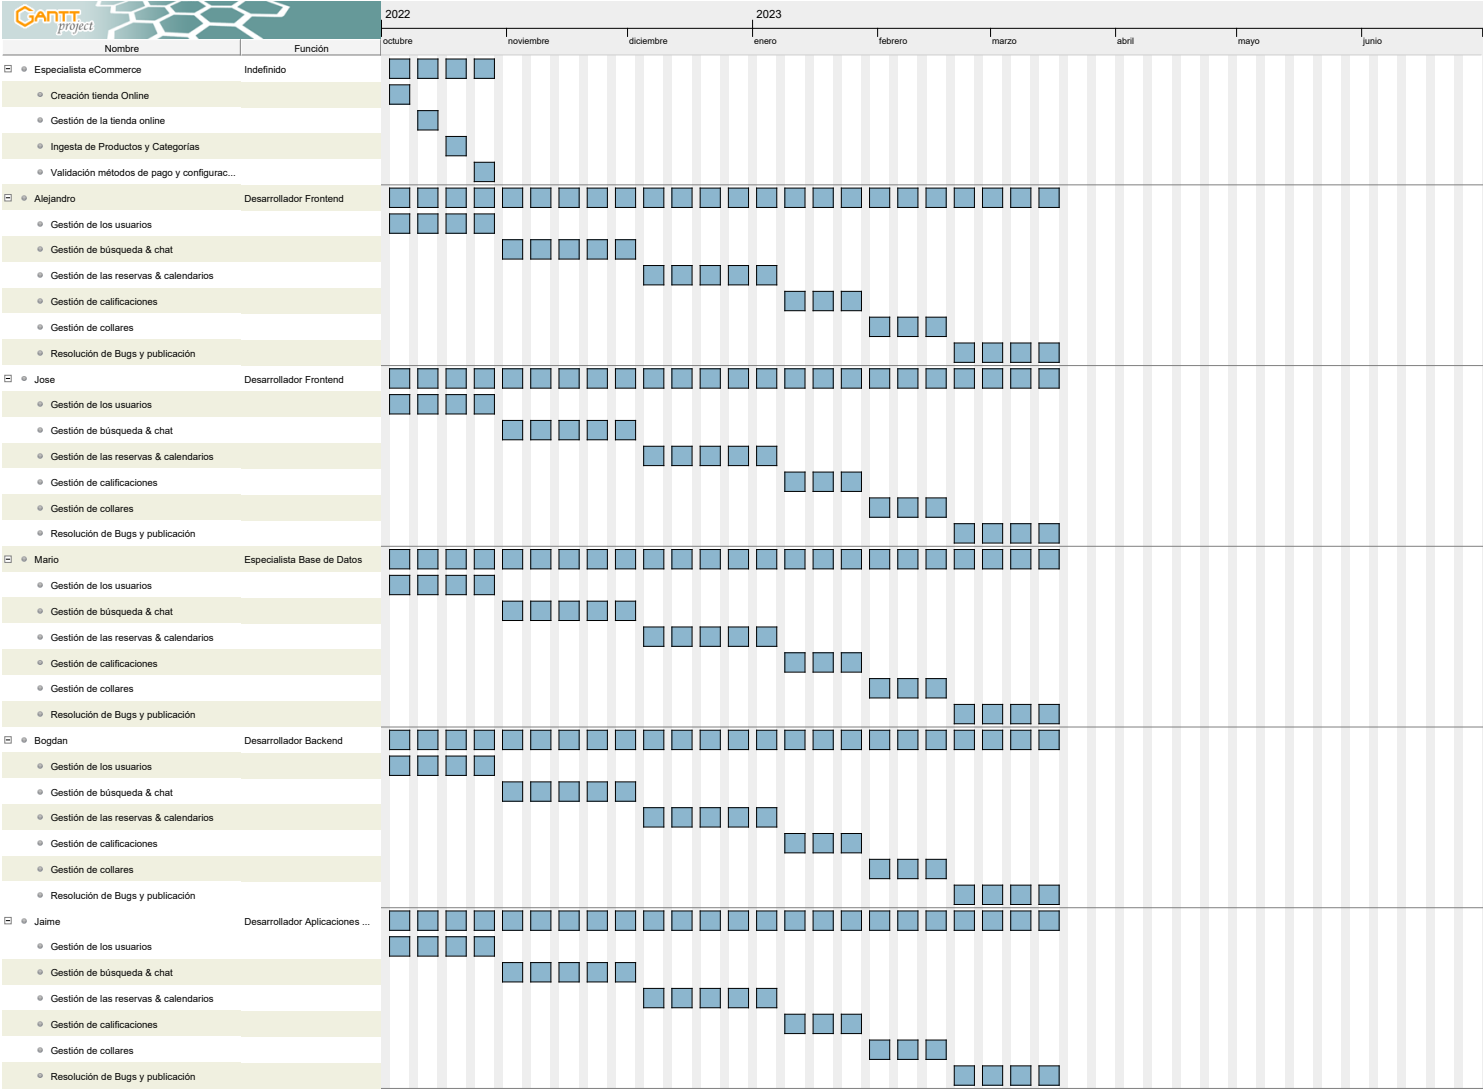 GANTT
project
2022
2023
Nombre
Función
octubre
noviembre
diciembre
enero
febrero
marzo
abril
mayo
junio
Especialista eCommerce
Indefinido
Creación tienda Online
Gestión de la tienda online
Ingesta de Productos y Categorías
Validación métodos de pago y configurac...
Alejandro
Desarrollador Frontend
Gestión de los usuarios
Gestión de búsqueda & chat
Gestión de las reservas & calendarios
Gestión de calificaciones
Gestión de collares
Resolución de Bugs y publicación
Jose
Desarrollador Frontend
Gestión de los usuarios
Gestión de búsqueda & chat
Gestión de las reservas & calendarios
Gestión de calificaciones
Gestión de collares
Resolución de Bugs y publicación
Mario
Especialista Base de Datos
Gestión de los usuarios
Gestión de búsqueda & chat
Gestión de las reservas & calendarios
Gestión de calificaciones
Gestión de collares
Resolución de Bugs y publicación
Bogdan
Desarrollador Backend
Gestión de los usuarios
Gestión de búsqueda & chat
Gestión de las reservas & calendarios
Gestión de calificaciones
Gestión de collares
Resolución de Bugs y publicación
Jaime
Desarrollador Aplicaciones ...
Gestión de los usuarios
Gestión de búsqueda & chat
Gestión de las reservas & calendarios
Gestión de calificaciones
Gestión de collares
Resolución de Bugs y publicación